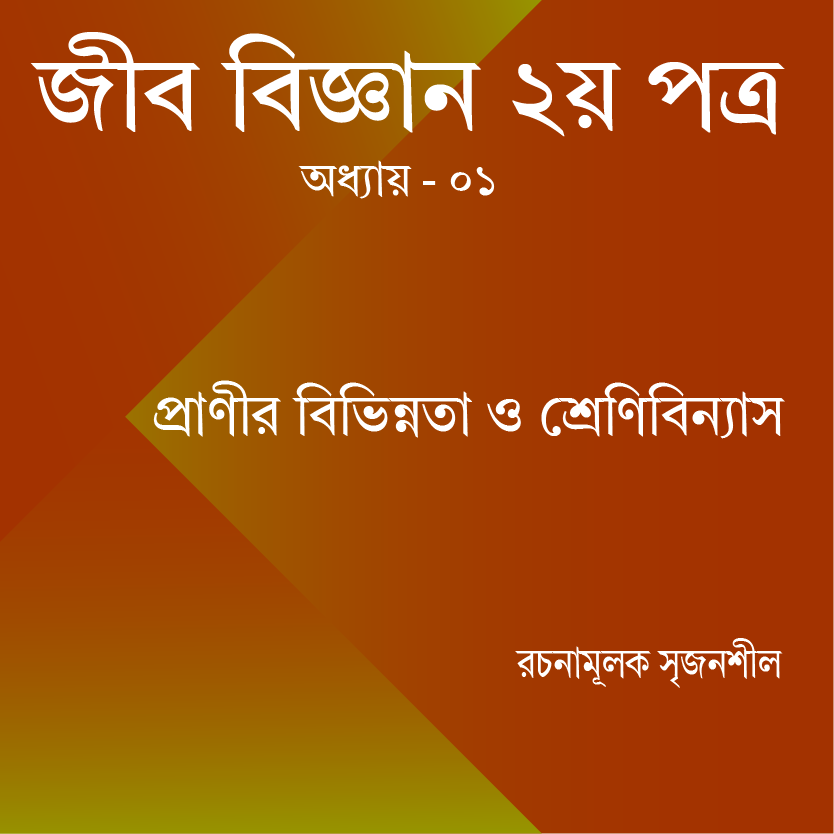 জীব বিজ্ঞান ২য় পত্র
অধ্যায় - ০১
প্রাণীর বিভিন্নতা ও শ্রেণিবিন্যাস
রচনামূলক সৃজনশীল